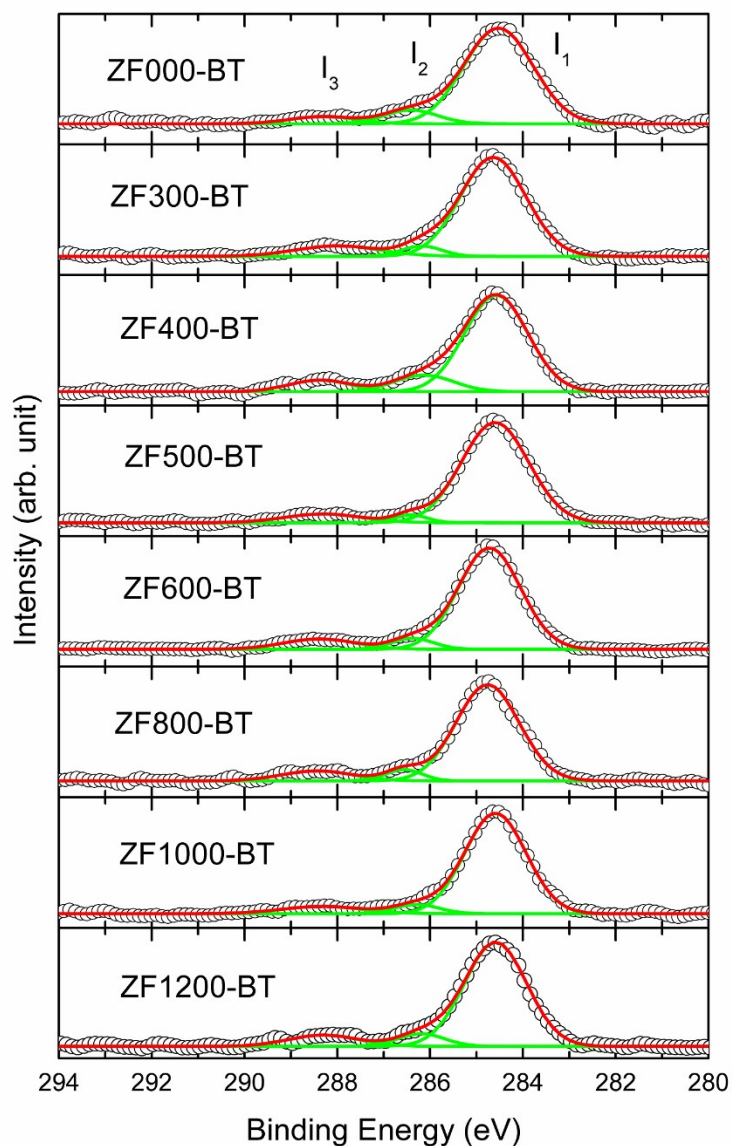 I₃ I₂ I₁
ZF000-BT
ZF300-BT
ZF400-BT
ZF500-BT
ZF600-BT
ZF800-BT
ZF1000-BT
ZF1200-BT
Intensity (arb. unit)
294 292 290 288 286 284 282 280
Binding Energy (eV)